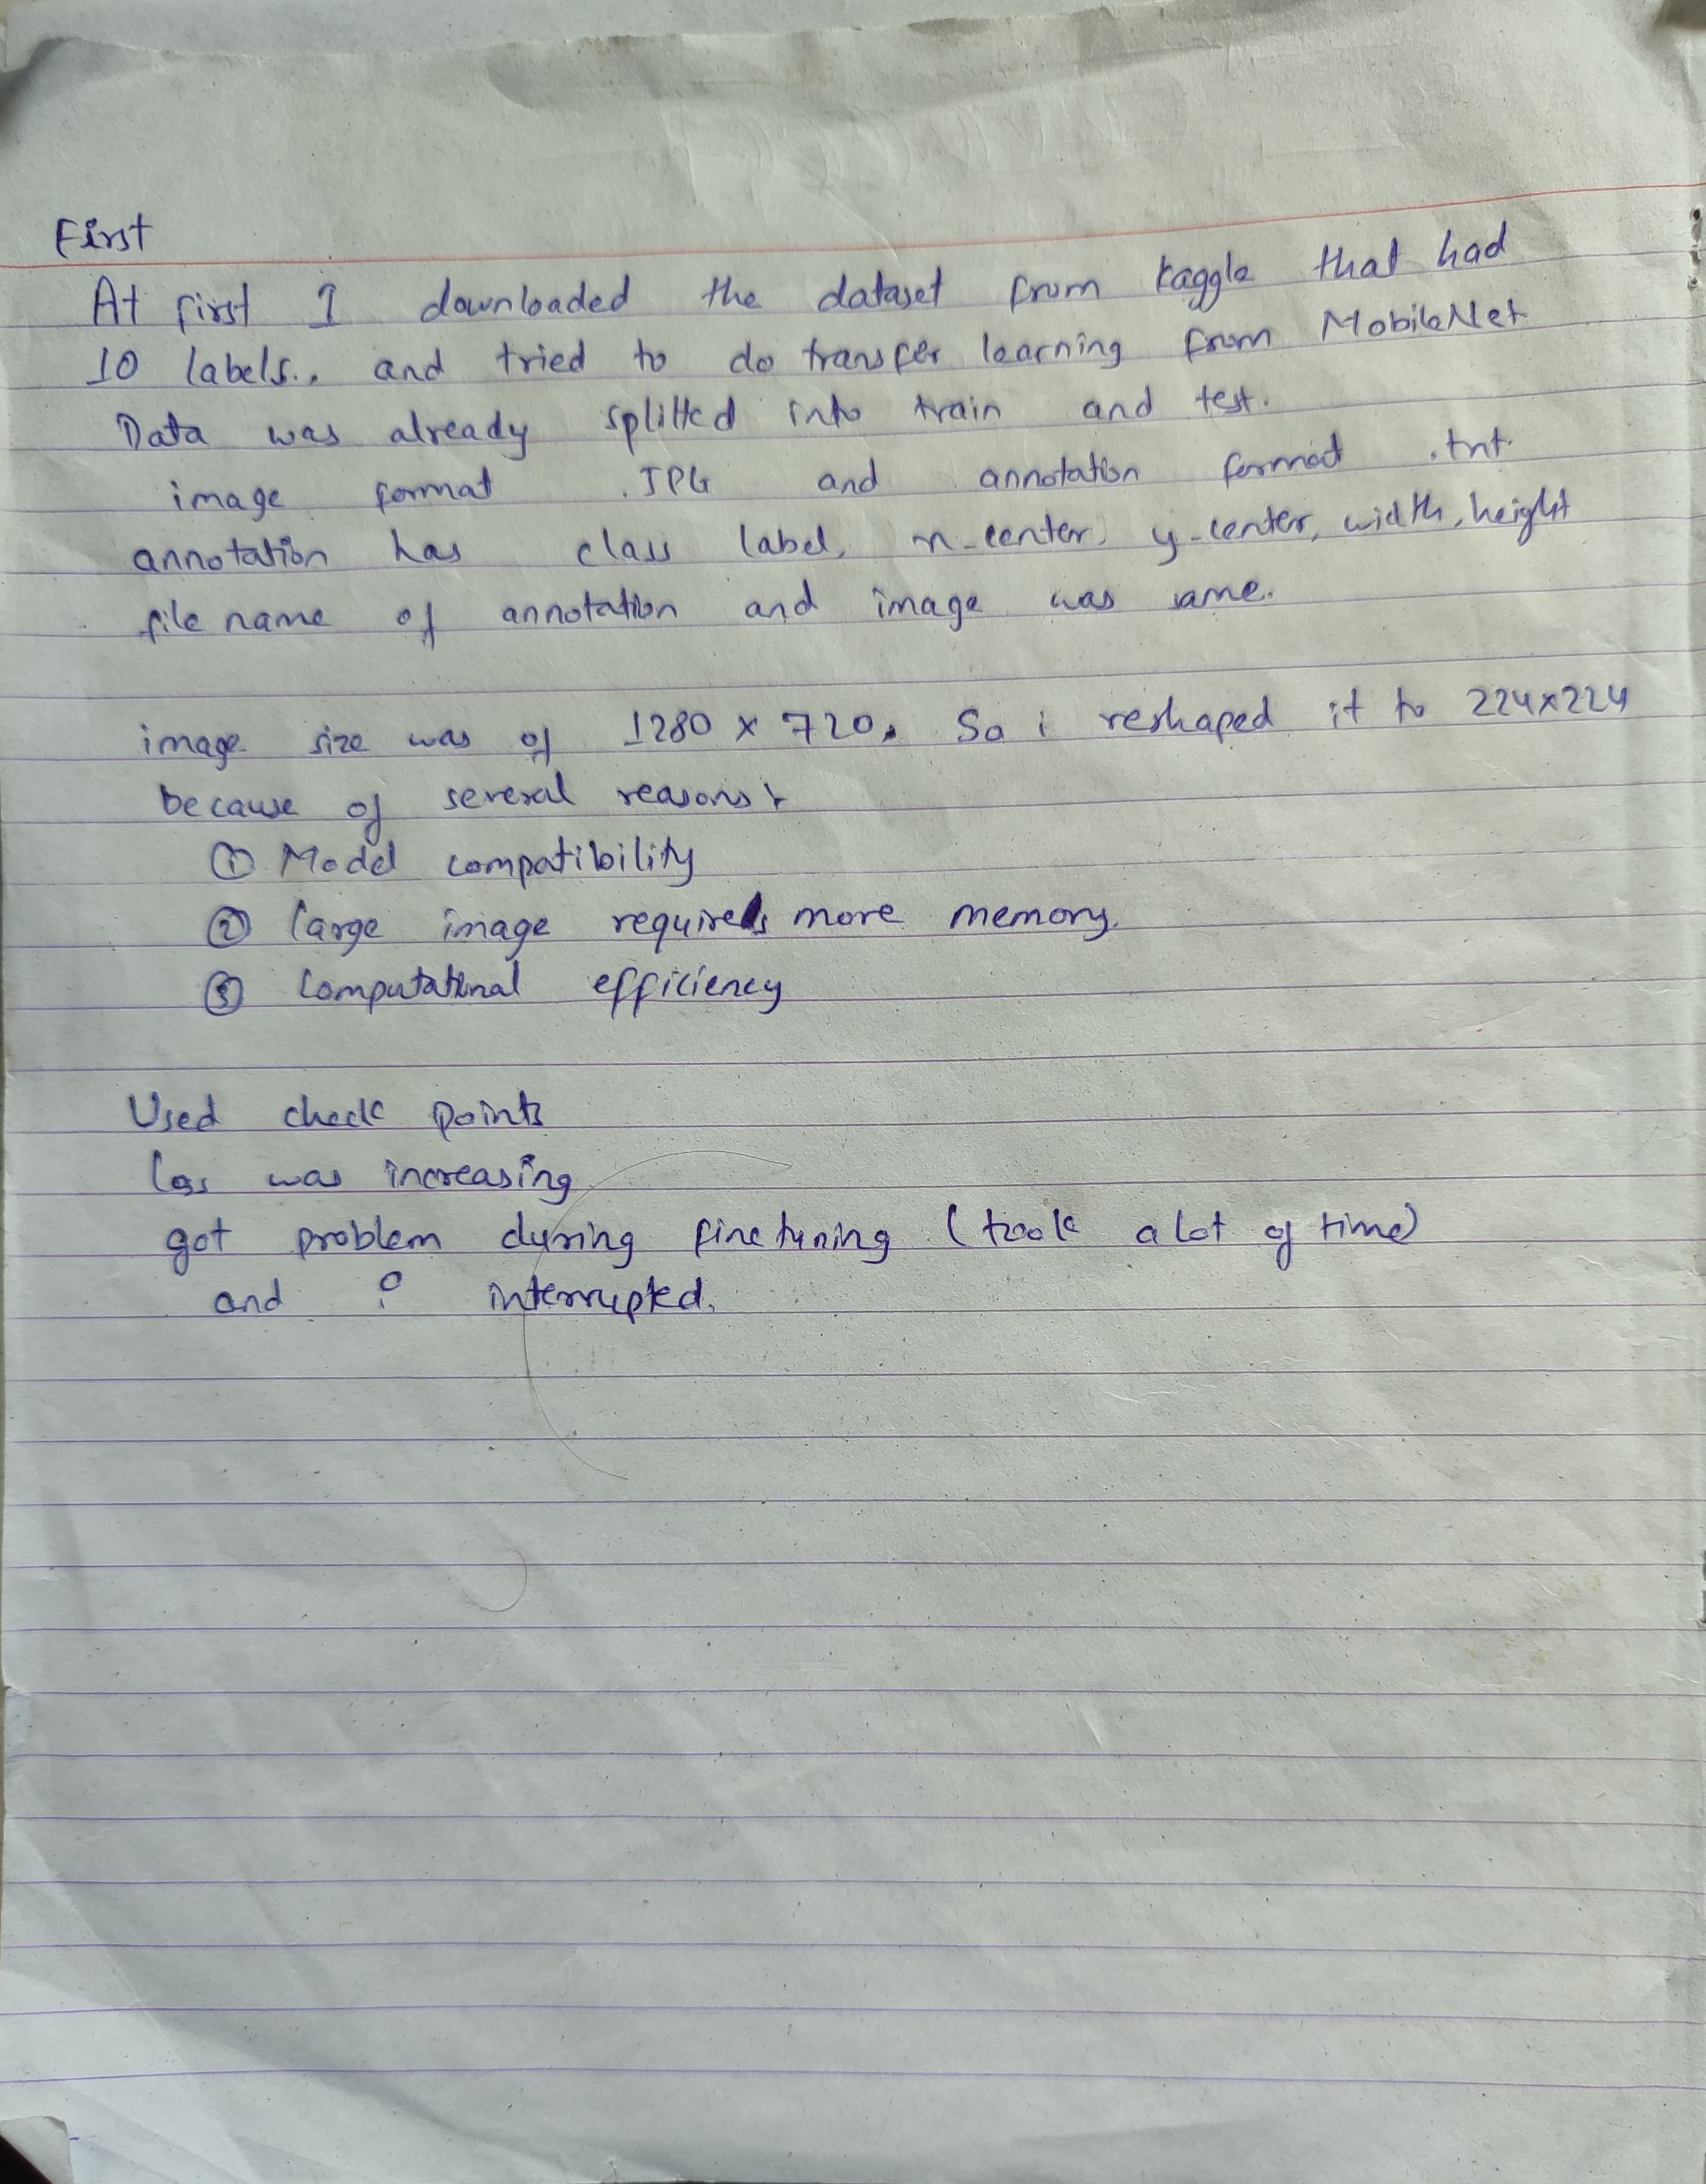 First
At first I downloaded the dataset from kaggle that had
10 labels.. and tried to do transfer learning from MobileNet
Data was already splitted into train and test.
image format .JPG and annotation format .txt.
annotation has class label, x-center, y-center, width, height
file name of annotation and image was same.
image size was of 1280 x 720. So i reshaped it to 224x224
because of several reasons:
① Model compatibility
② large image requires more memory.
③ Computational efficiency
Used check points
loss was increasing
got problem during finetuning (took a lot of time)
and interrupted.